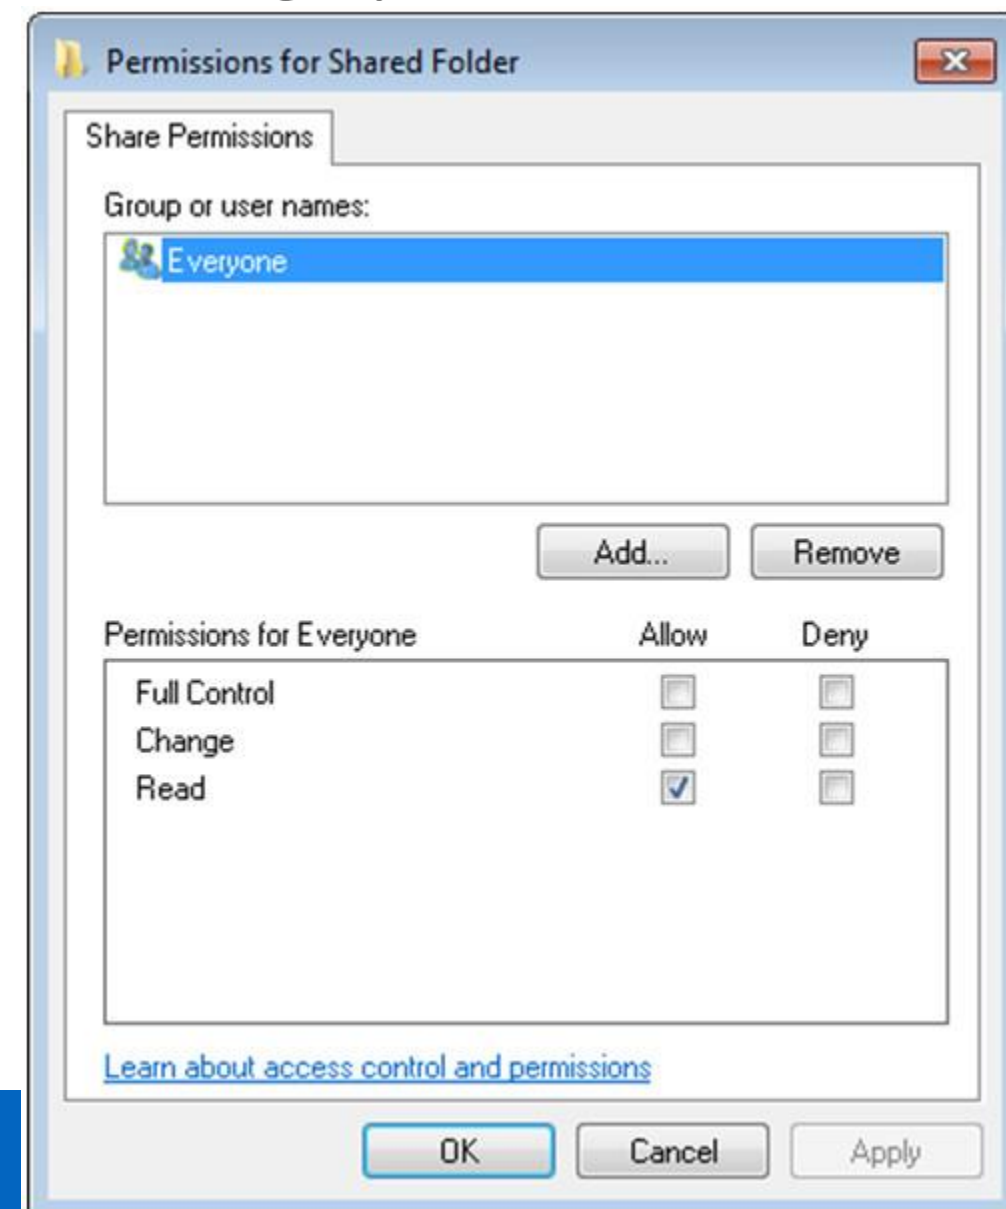 Permissions for Shared Folder
Share Permissions
Group or user names:
Everyone
Add...
Remove
Permissions for Everyone Allow Deny
Full Control
Change
Read
Learn about access control and permissions
OK
Cancel
Apply